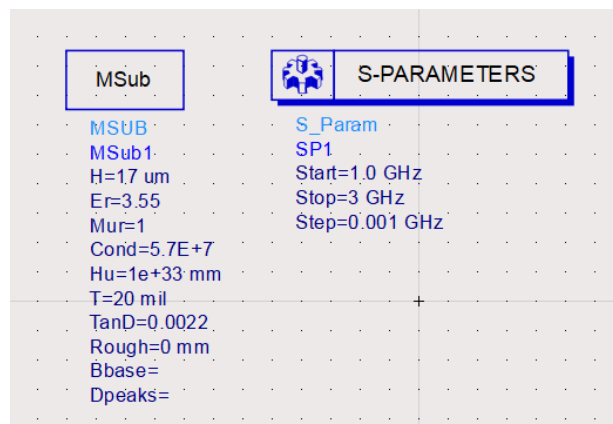 MSub
MSUB
MSub1
H=17 um
Er=3.55
Mur=1
Cond=5.7E+7
Hu=1e+33 mm
T=20 mil
TanD=0.0022
Rough=0 mm
Bbase=
Dpeaks=
S-PARAMETERS
S_Param
SP1
Start=1.0 GHz
Stop=3 GHz
Step=0.001 GHz